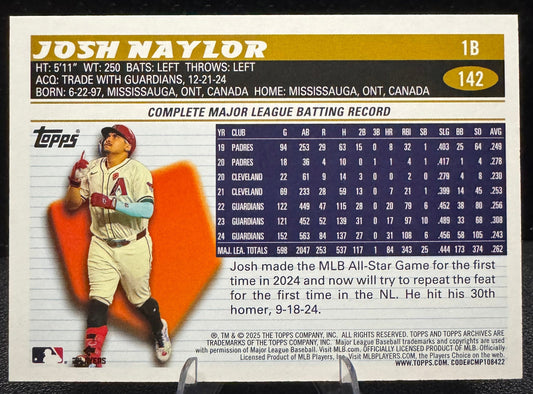 JOSH NAYLOR
1B
HT: 5'11" WT: 250 BATS: LEFT THROWS: LEFT
ACQ: TRADE WITH GUARDIANS, 12-21-24
142
BORN: 6-22-97, MISSISSAUGA, ONT, CANADA HOME: MISSISSAUGA, ONT, CANADA
COMPLETE MAJOR LEAGUE BATTING RECORD
Topps
YR CLUB G AB R H 2B 3B HR RBI SB SLG BB SO AVG
19 PADRES 94 253 29 63 15 0 8 32 1 .403 25 64 .249
20 PADRES 18 36 4 10 0 1 1 4 1 .417 1 4 .278
20 CLEVELAND 22 61 9 14 3 0 0 2 0 .279 4 8 .230
21 CLEVELAND 69 233 28 59 13 0 7 21 1 .399 14 45 .253
22 GUARDIANS 122 449 47 115 28 0 20 79 6 .452 38 80 .256
23 GUARDIANS 121 452 52 139 31 0 17 97 10 .489 33 68 .308
24 GUARDIANS 152 563 84 137 27 0 31 108 6 .456 58 105 .243
MAJ. LEA. TOTALS 598 2047 253 537 117 1 84 343 25 .444 173 374 .262
Josh made the MLB All-Star Game for the first
time in 2024 and now will try to repeat the feat
for the first time in the NL. He hit his 30th
homer, 9-18-24.
®, TM & © 2025 THE TOPPS COMPANY, INC. ALL RIGHTS RESERVED. TOPPS AND TOPPS ARCHIVES ARE
TRADEMARKS OF THE TOPPS COMPANY, INC. Major League Baseball trademarks and copyrights are used
with permission of Major League Baseball. Visit MLB.com. OFFICIALLY LICENSED PRODUCT OF MLB Players, Officially
Licensed Product of MLB Players, Inc. Visit MLBPLAYERS.com, the Players Choice on the web.
WWW.TOPPS.COM. CODE#CMP108422
PLAYERS